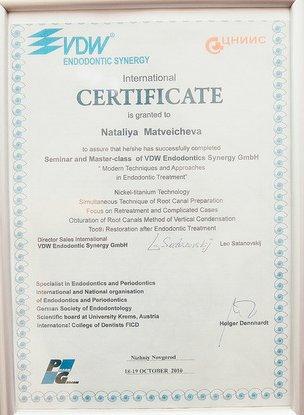 VDW
ENDODONTIC SYNERGY
ЦНИИС
International
CERTIFICATE
is granted to
Nataliya Matveicheva
to assure that he/she has successfully completed
Seminar and Master-class of VDW Endodontics Synergy GmbH
" Modern Techniques and Approaches
in Endodontic Treatment"
Nickel-titanium Technology
Simultaneous Technique of Root Canal Preparation
Focus on Retreatment and Complicated Cases
Obturation of Root Canals Method of Vertical Condensation
Tooth Restoration after Endodontic Treatment
Director Sales International
VDW Endodontic Synergy GmbH
Leo Satanovskij
Specialist in Endodontics and Periodontics
International and National organisation
of Endodontics and Periodontics
German Society of Endodontology
Scientific board at University Krems, Austria
International College of Dentists FICD
Holger Dennhardt
Nizhniy Novgorod
18-19 OCTOBER 2010